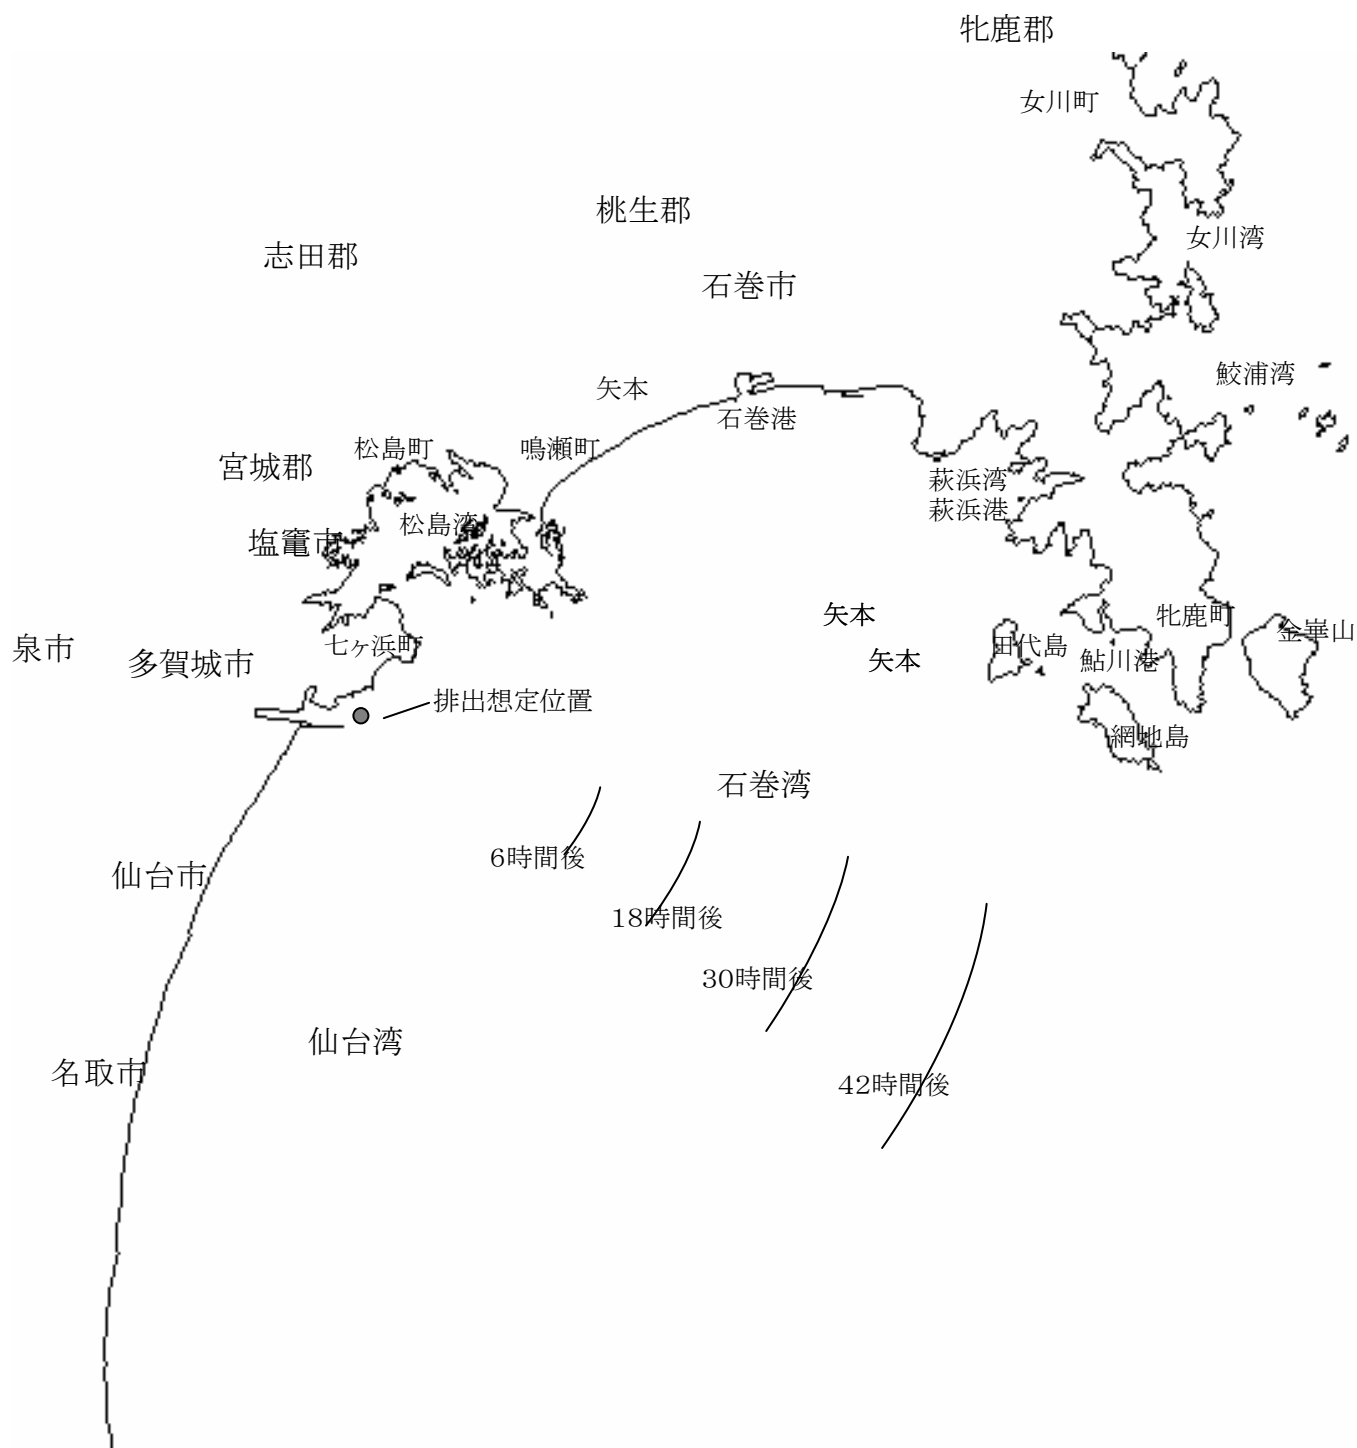 牝鹿郡
女川町
桃生郡
女川湾
志田郡
石巻市
鮫浦湾
矢本
石巻港
松島町
鳴瀬町
宮城郡
萩浜湾
萩浜港
松島湾
塩竈市
矢本
牝鹿町
金崋山
泉市
多賀城市
七ヶ浜町
矢本
田代島
鮎川港
排出想定位置
網地島
石巻湾
6時間後
仙台市
18時間後
30時間後
仙台湾
名取市
42時間後